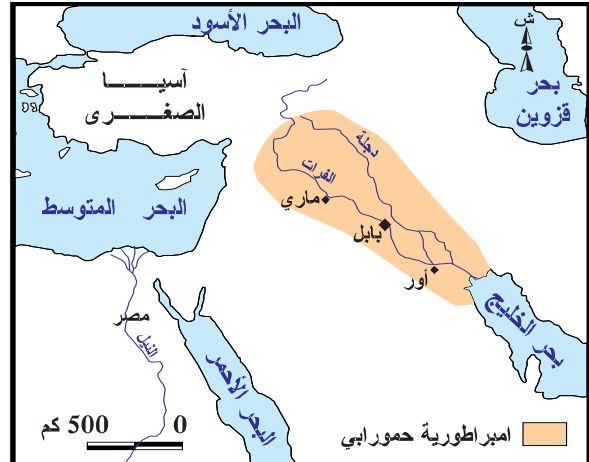 البحر الأسود
ش
آسيـــــــا
الصغـــــرى
بحر
قزوين
دجلة
الفرات
ماري
البحر المتوسط
بابل
أور
بحر الخليج
مصر
النيل
البحر الأحمر
500 كم 0
امبراطورية حمورابي